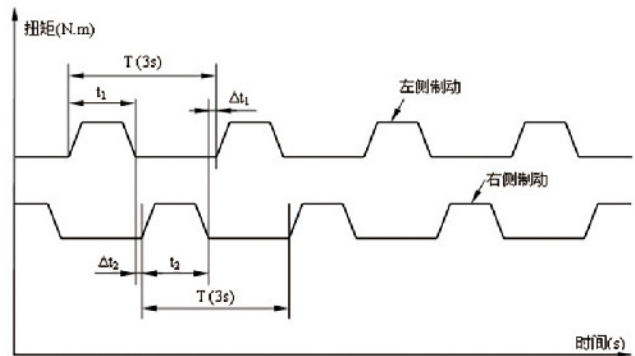 扭矩(N.m)
T(3s)
t₁
Δt₁
左侧制动
右侧制动
Δt₂
t₂
T(3s)
时间(s)